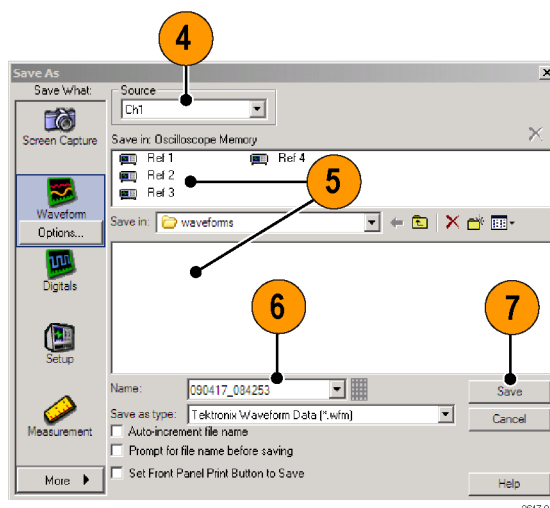 4
Save As
Save What:
Source
Ch1
Screen Capture
Save in: Oscilloscope Memory
Ref 1
Ref 4
Ref 2
Ref 3
5
Waveform
Options...
Save in:
waveforms
Digitals
6
7
Setup
Name:
090417_084253
Save
Save as type:
Tektronix Waveform Data (*.wfm)
Cancel
Measurement
Auto-increment file name
Prompt for file name before saving
Set Front Panel Print Button to Save
More
Help